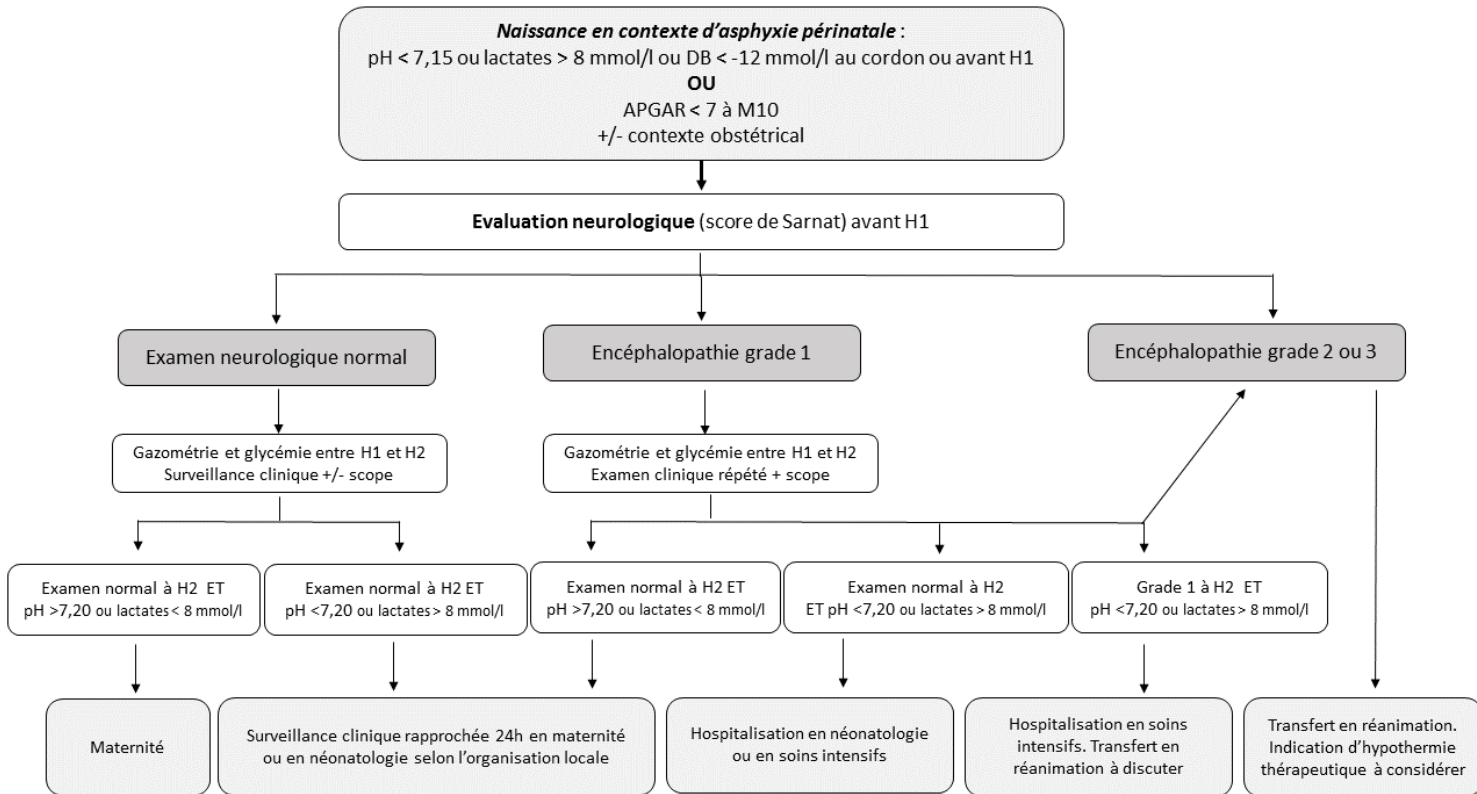 Naissance en contexte d’asphyxie périnatale :
pH < 7,15 ou lactates > 8 mmol/l ou DB < -12 mmol/l au cordon ou avant H1
OU
APGAR < 7 à M10
+/- contexte obstétrical
Evaluation neurologique (score de Sarnat) avant H1
Examen neurologique normal
Encéphalopathie grade 1
Encéphalopathie grade 2 ou 3
Gazométrie et glycémie entre H1 et H2
Surveillance clinique +/- scope
Gazométrie et glycémie entre H1 et H2
Examen clinique répété + scope
Examen normal à H2 ET
pH >7,20 ou lactates < 8 mmol/l
Examen normal à H2 ET
pH <7,20 ou lactates > 8 mmol/l
Examen normal à H2 ET
pH >7,20 ou lactates < 8 mmol/l
Examen normal à H2
ET pH <7,20 ou lactates > 8 mmol/l
Grade 1 à H2 ET
pH <7,20 ou lactates > 8 mmol/l
Maternité
Surveillance clinique rapprochée 24h en maternité
ou en néonatologie selon l’organisation locale
Hospitalisation en néonatologie
ou en soins intensifs
Hospitalisation en soins
intensifs. Transfert en
réanimation à discuter
Transfert en réanimation.
Indication d’hypothermie
thérapeutique à considérer